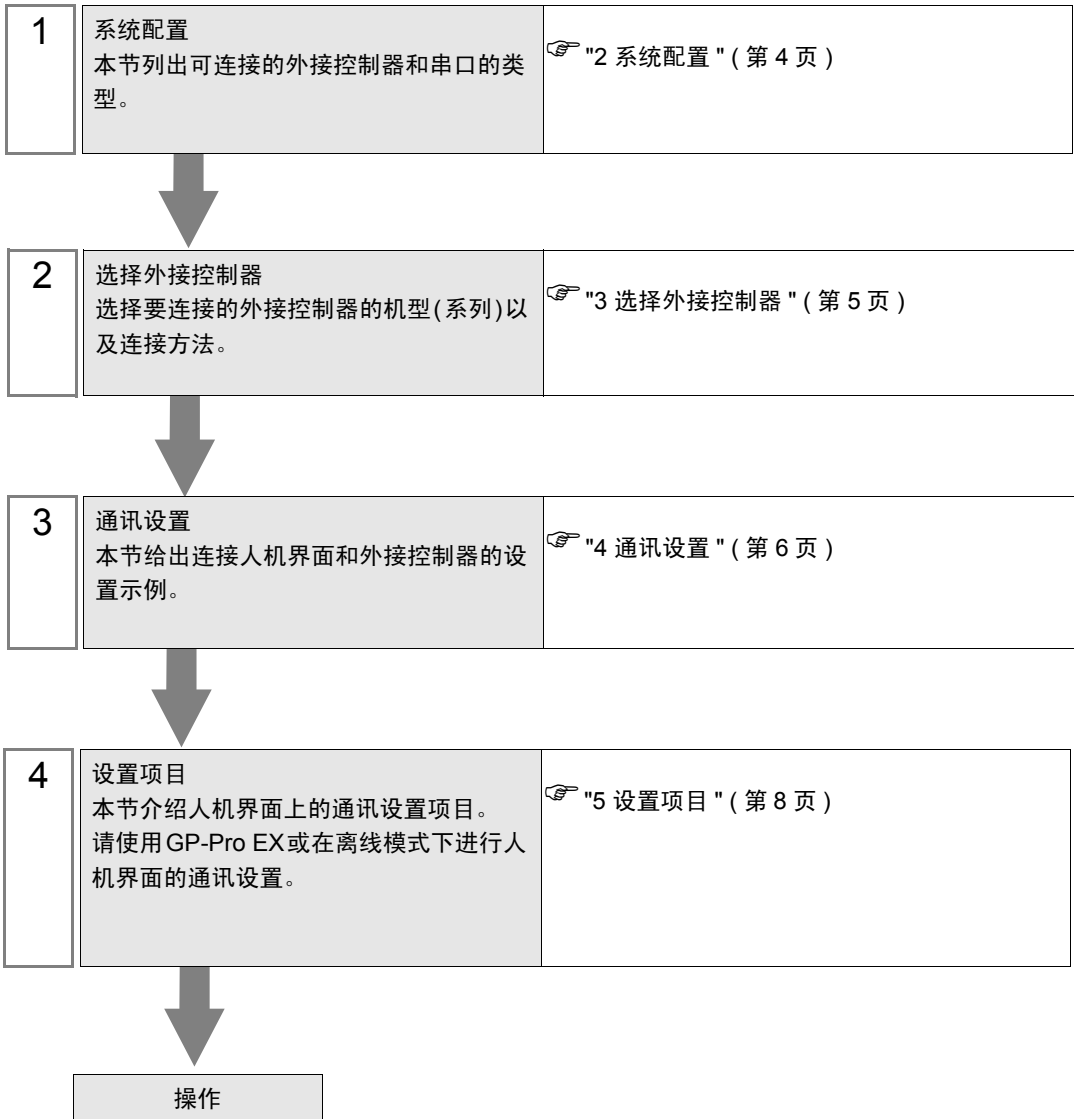 1
系统配置
本节列出可连接的外接控制器和串口的类
型。
☞ "2 系统配置 " ( 第 4 页 )
2
选择外接控制器
选择要连接的外接控制器的机型(系列)以
及连接方法。
☞ "3 选择外接控制器 " ( 第 5 页 )
3
通讯设置
本节给出连接人机界面和外接控制器的设
置示例。
☞ "4 通讯设置 " ( 第 6 页 )
4
设置项目
本节介绍人机界面上的通讯设置项目。
请使用GP-Pro EX或在离线模式下进行人
机界面的通讯设置。
☞ "5 设置项目 " ( 第 8 页 )
操作